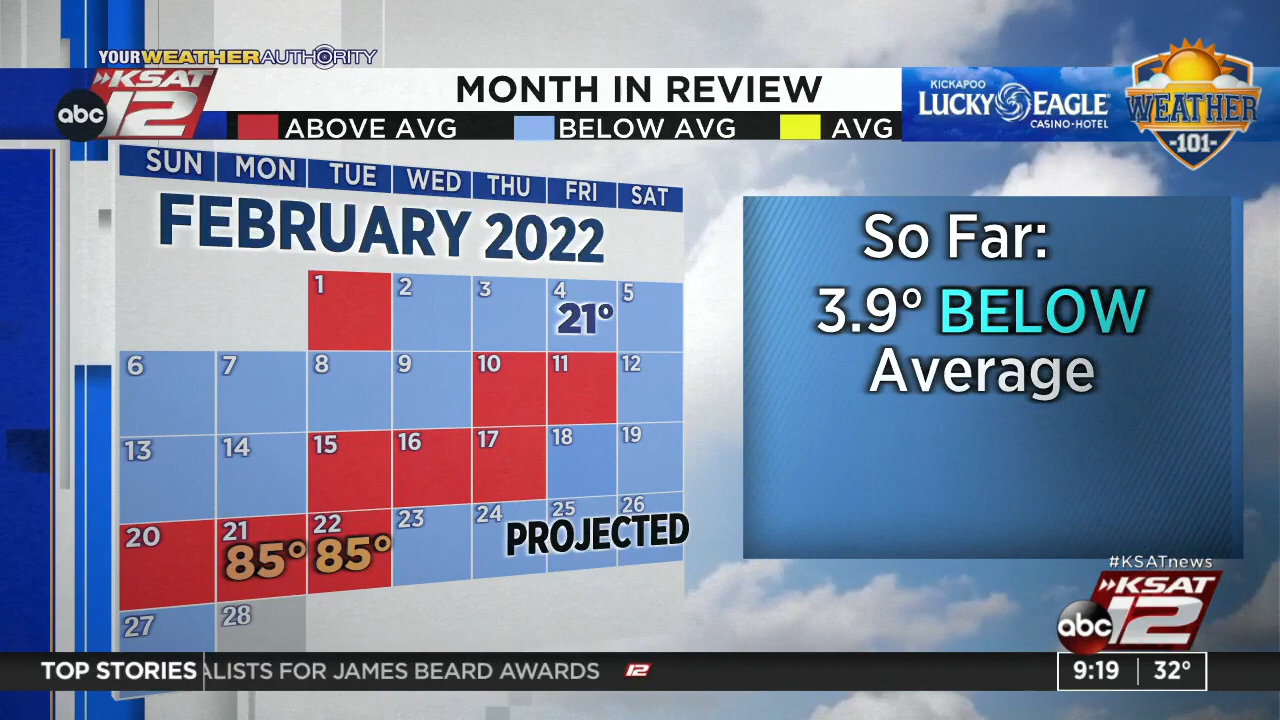 YOUR WEATHER AUTHORITY
KSAT
abc 12
MONTH IN REVIEW
ABOVE AVG BELOW AVG AVG
KICKAPOO
LUCKY EAGLE
CASINO•HOTEL
WEATHER
-101-
SUN MON TUE WED THU FRI SAT
FEBRUARY 2022
1 2 3 4 5
21°
6 7 8 9 10 11 12
13 14 15 16 17 18 19
20 21 22 23 24 25 26
85° 85° PROJECTED
27 28
So Far:
3.9° BELOW
Average
#KSATnews
KSAT
abc 12
TOP STORIES ALISTS FOR JAMES BEARD AWARDS 12
9:19 32°